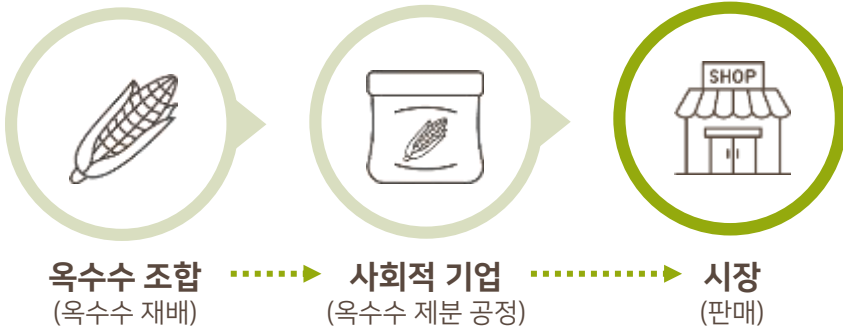 SHOP
옥수수 조합
(옥수수 재배)
사회적 기업
(옥수수 제분 공정)
시장
(판매)